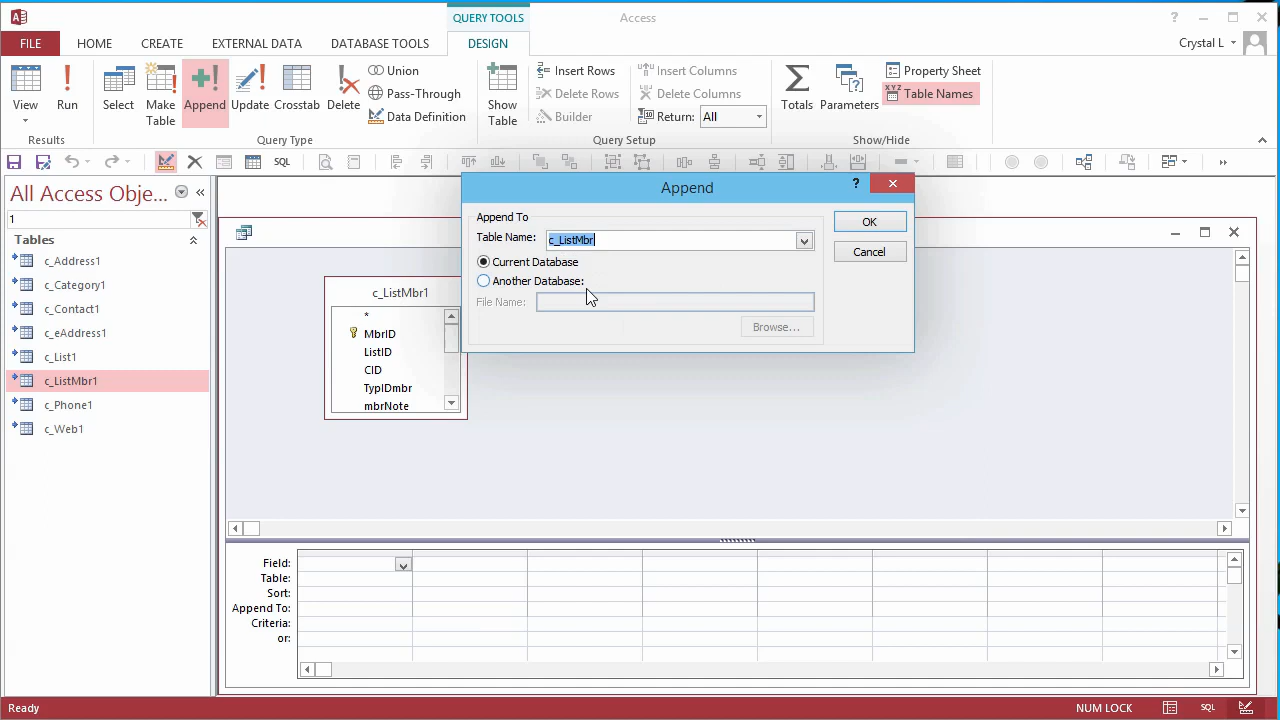 QUERY TOOLS
Access
?
FILE
HOME
CREATE
EXTERNAL DATA
DATABASE TOOLS
DESIGN
Crystal L
View
Run
Select
Make Table
Append
Update
Crosstab
Delete
Union
Pass-Through
Data Definition
Show Table
Insert Rows
Delete Rows
Builder
Insert Columns
Delete Columns
Return: All
Totals
Parameters
Property Sheet
XYZ Table Names
Results
Query Type
Query Setup
Show/Hide
SQL
All Access Obje...
1
Tables
c_Address1
c_Category1
c_Contact1
c_eAddress1
c_List1
c_ListMbr1
c_Phone1
c_Web1
c_ListMbr1
*
MbrID
ListID
CID
TypIDmbr
mbrNote
Append
?
Append To
Table Name: c_ListMbr
Current Database
Another Database:
File Name:
Browse...
OK
Cancel
Field:
Table:
Sort:
Append To:
Criteria:
or:
Ready
NUM LOCK
SQL